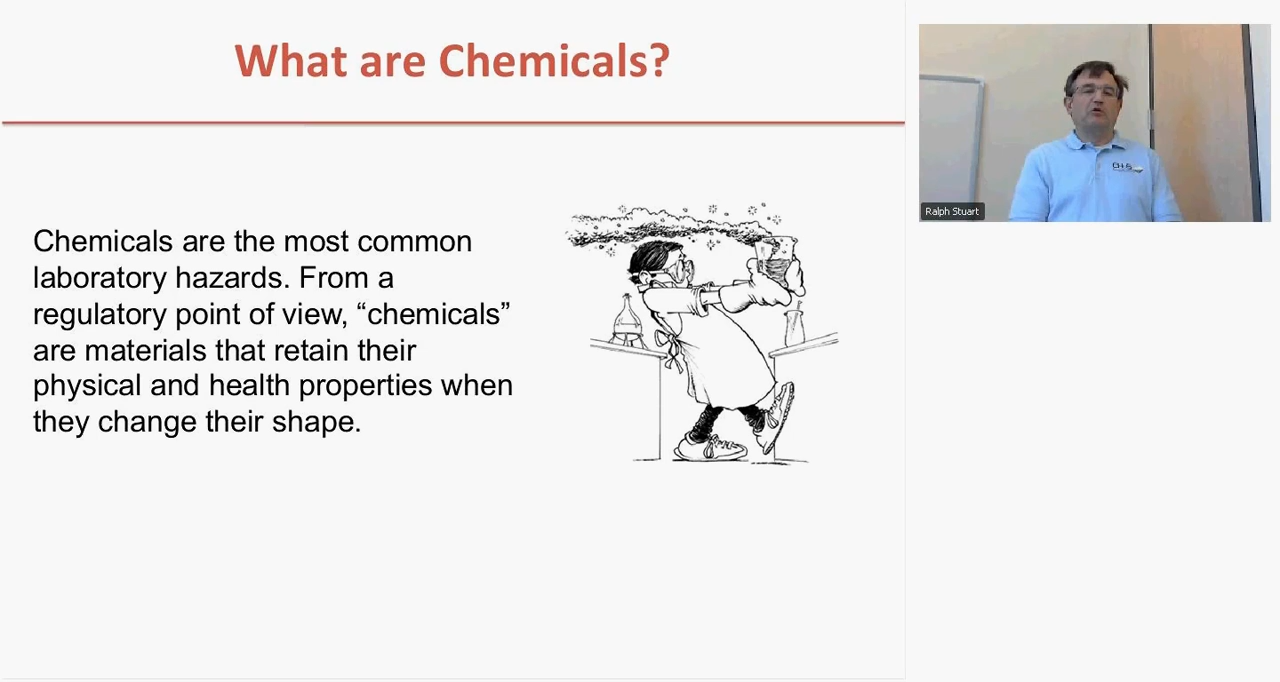 What are Chemicals?
Chemicals are the most common
laboratory hazards. From a
regulatory point of view, “chemicals”
are materials that retain their
physical and health properties when
they change their shape.
Ralph Stuart